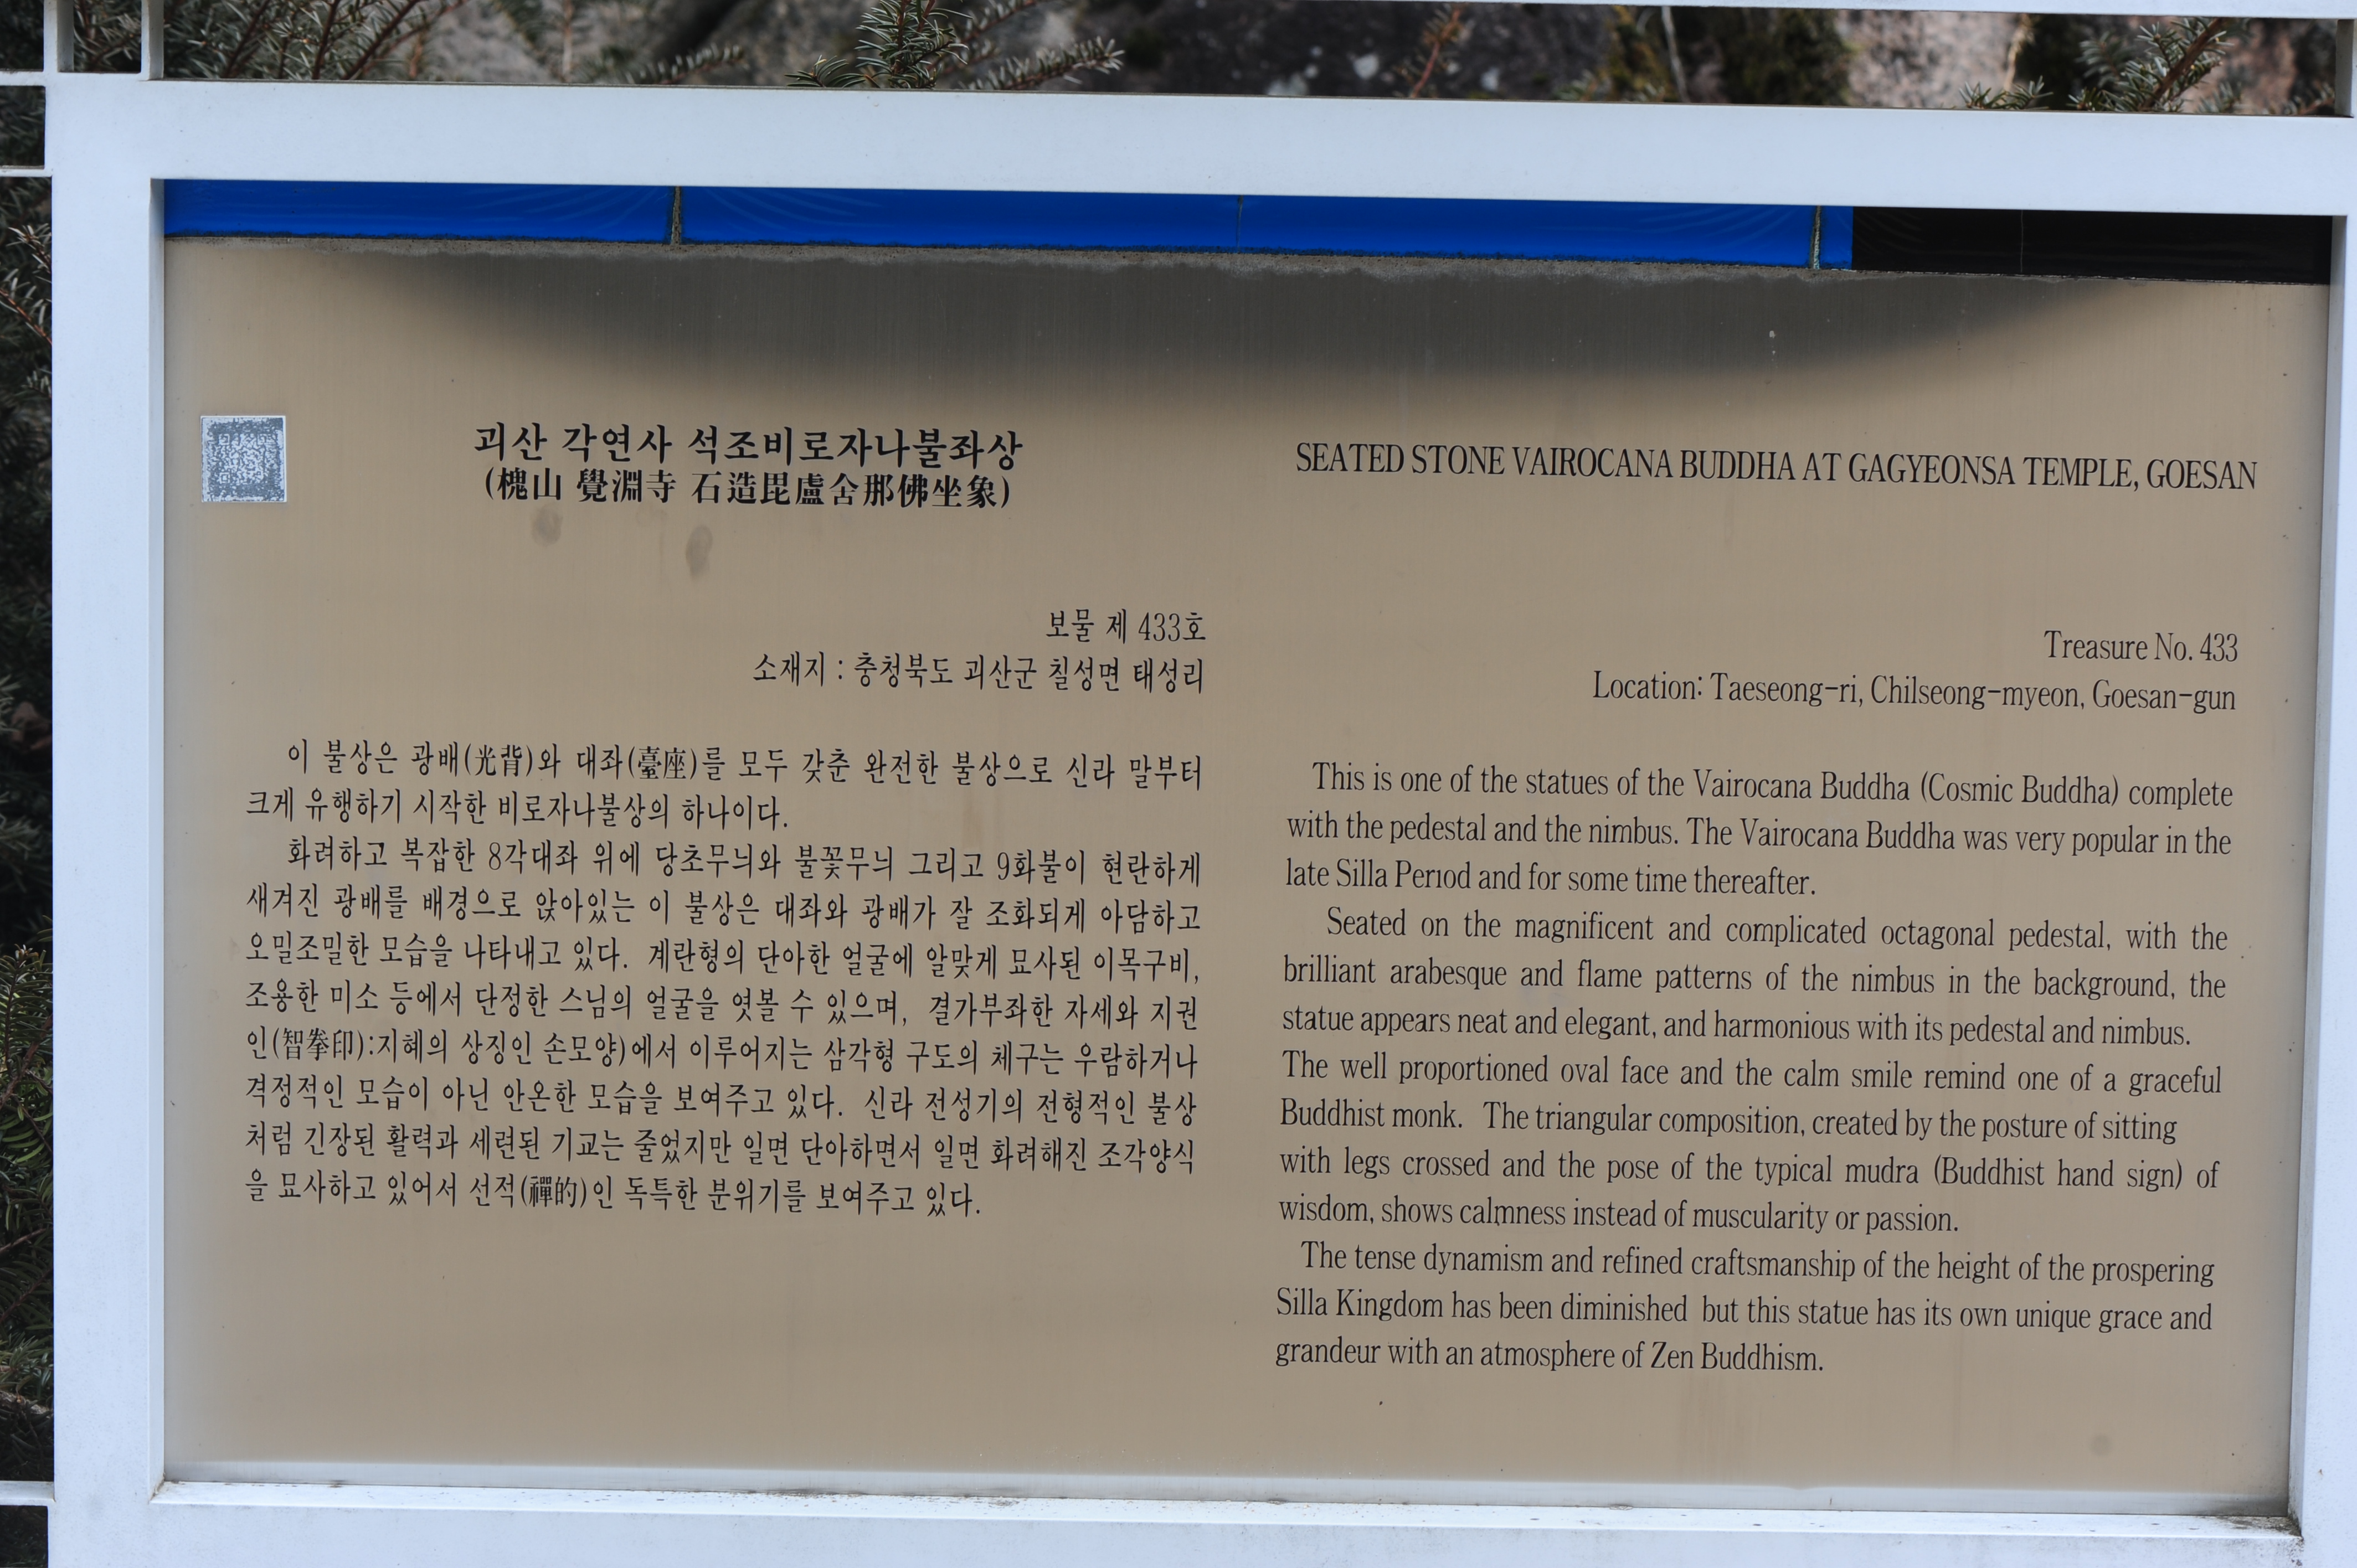 괴산 각연사 석조비로자나불좌상
(槐山 覺淵寺 石造毘盧舍那佛坐象)
보물 제 433호
소재지 : 충청북도 괴산군 칠성면 태성리
이 불상은 광배(光背)와 대좌(臺座)를 모두 갖춘 완전한 불상으로 신라 말부터
크게 유행하기 시작한 비로자나불상의 하나이다.
화려하고 복잡한 8각대좌 위에 당초무늬와 불꽃무늬 그리고 9화불이 현란하게
새겨진 광배를 배경으로 앉아있는 이 불상은 대좌와 광배가 잘 조화되게 아담하고
오밀조밀한 모습을 나타내고 있다. 계란형의 단아한 얼굴에 알맞게 묘사된 이목구비,
조용한 미소 등에서 단정한 스님의 얼굴을 엿볼 수 있으며, 결가부좌한 자세와 지권
인(智拳印):지혜의 상징인 손모양)에서 이루어지는 삼각형 구도의 체구는 우람하거나
격정적인 모습이 아닌 안온한 모습을 보여주고 있다. 신라 전성기의 전형적인 불상
처럼 긴장된 활력과 세련된 기교는 줄었지만 일면 단아하면서 일면 화려해진 조각양식
을 묘사하고 있어서 선적(禪的)인 독특한 분위기를 보여주고 있다.
SEATED STONE VAIROCANA BUDDHA AT GAGYEONSA TEMPLE, GOESAN
Treasure No. 433
Location: Taeseong-ri, Chilseong-myeon, Goesan-gun
This is one of the statues of the Vairocana Buddha (Cosmic Buddha) complete
with the pedestal and the nimbus. The Vairocana Buddha was very popular in the
late Silla Period and for some time thereafter.
Seated on the magnificent and complicated octagonal pedestal, with the
brilliant arabesque and flame patterns of the nimbus in the background, the
statue appears neat and elegant, and harmonious with its pedestal and nimbus.
The well proportioned oval face and the calm smile remind one of a graceful
Buddhist monk. The triangular composition, created by the posture of sitting
with legs crossed and the pose of the typical mudra (Buddhist hand sign) of
wisdom, shows calmness instead of muscularity or passion.
The tense dynamism and refined craftsmanship of the height of the prospering
Silla Kingdom has been diminished but this statue has its own unique grace and
grandeur with an atmosphere of Zen Buddhism.